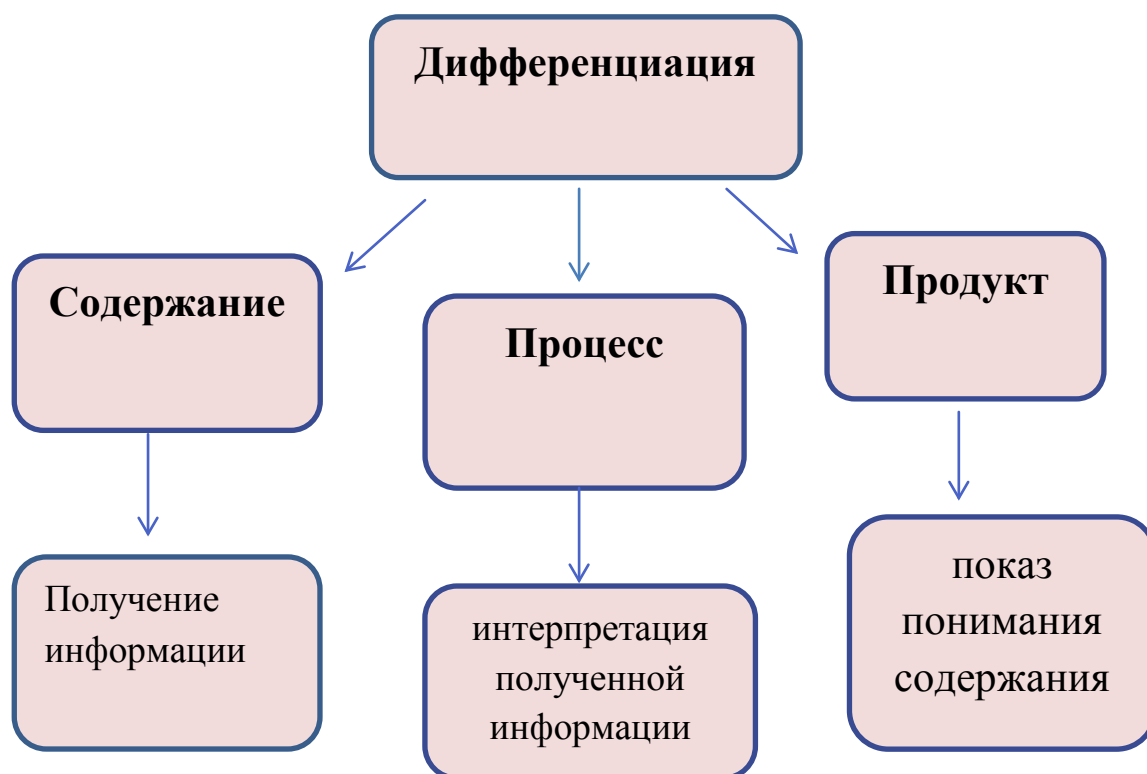 Дифференциация
Содержание
Процесс
Продукт
Получение
информации
интерпретация
полученной
информации
показ
понимания
содержания